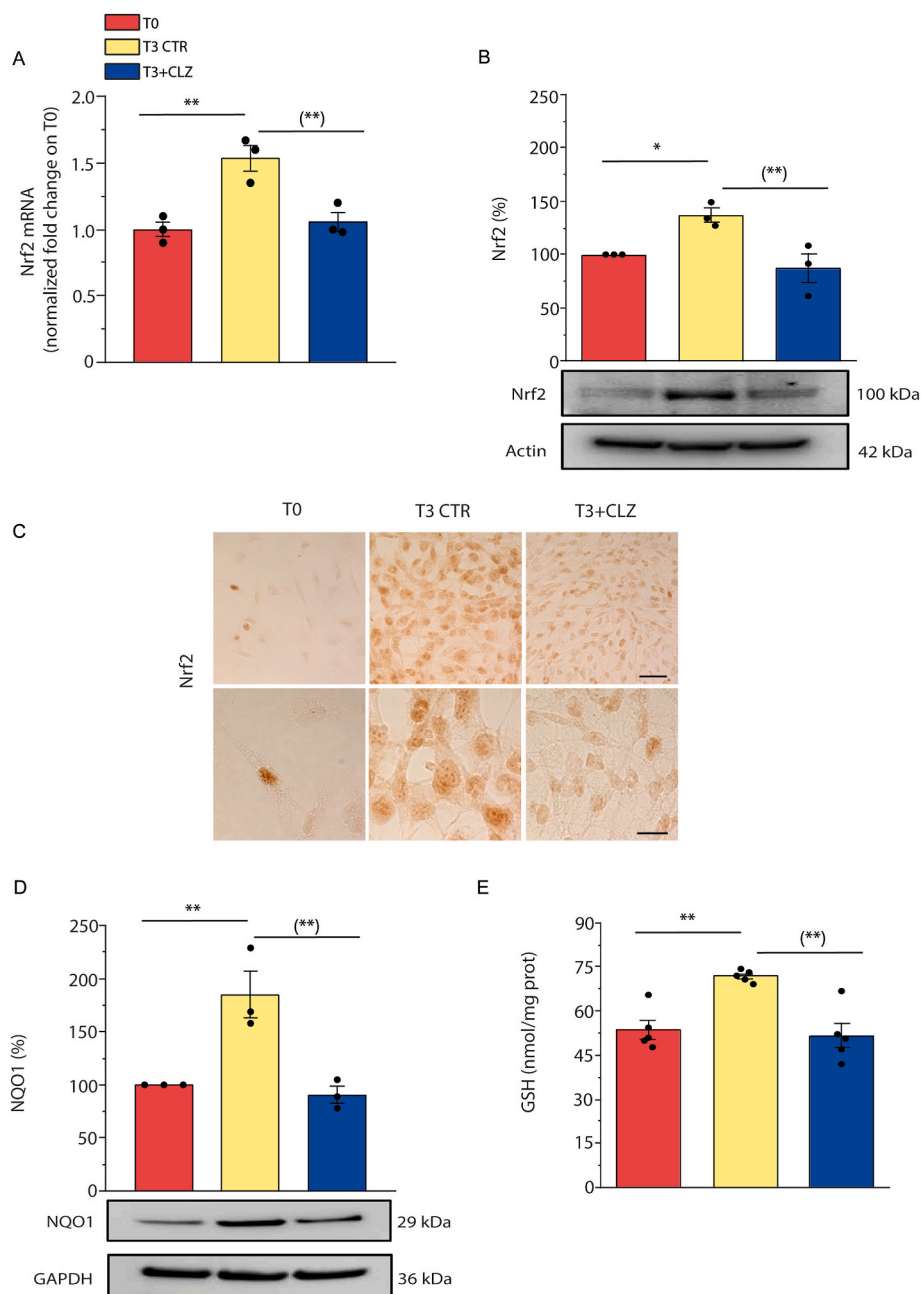 T0
T3 CTR
T3+CLZ
A
Nrf2 mRNA
(normalized fold change on T0)
2.0
1.5
1.0
0.5
0
**
(**)
B
Nrf2 (%)
250
200
150
100
50
0
*
(**)
Nrf2
100 kDa
Actin
42 kDa
C
T0
T3 CTR
T3+CLZ
Nrf2
D
NQO1 (%)
250
200
150
100
50
0
**
(**)
NQO1
29 kDa
GAPDH
36 kDa
E
GSH (nmol/mg prot)
90
75
60
45
30
15
0
**
(**)